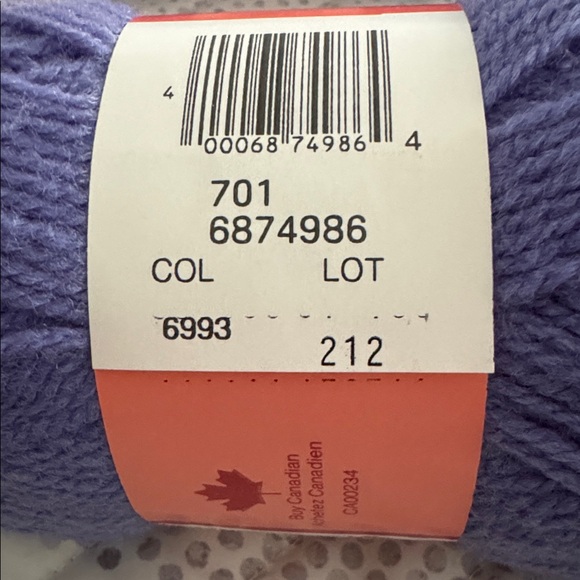 4 00068 74986 4
701
6874986
COL LOT
6993
212
Buy Canadian
Achetez Canadien
CA00234